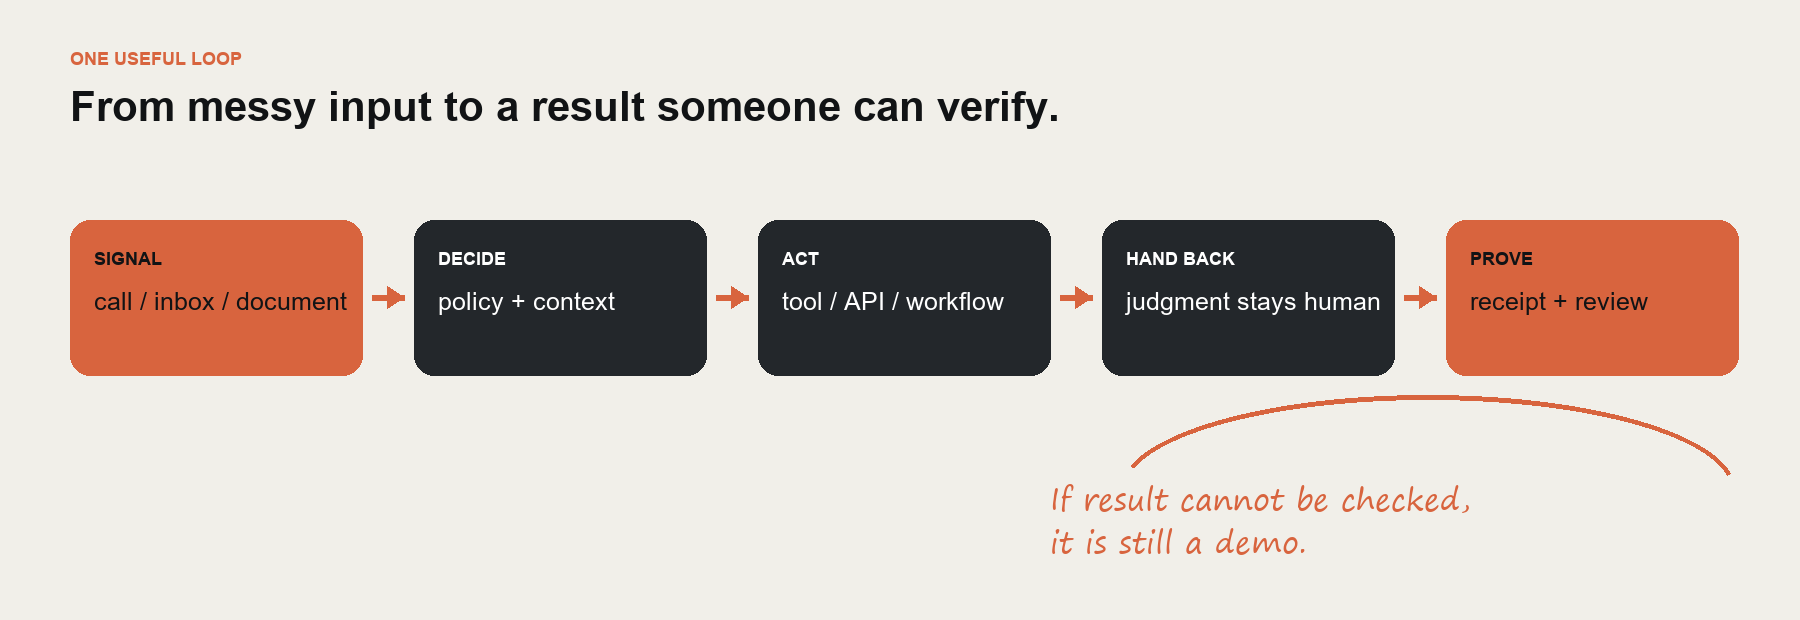 ONE USEFUL LOOP
From messy input to a result someone can verify.
SIGNAL
call / inbox / document
DECIDE
policy + context
ACT
tool / API / workflow
HAND BACK
judgment stays human
PROVE
receipt + review
If result cannot be checked,
it is still a demo.